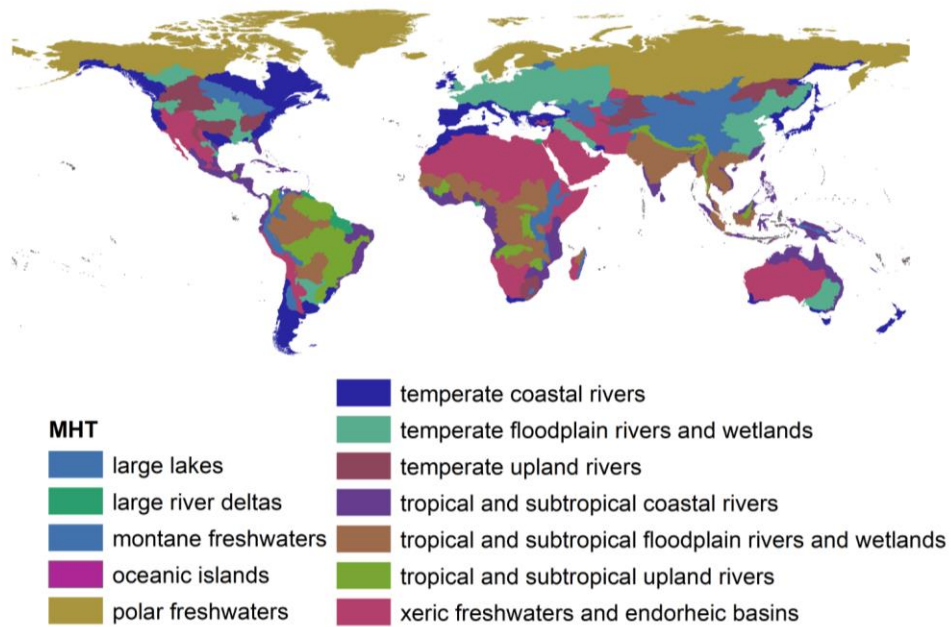 MHT
large lakes
large river deltas
montane freshwaters
oceanic islands
polar freshwaters
temperate coastal rivers
temperate floodplain rivers and wetlands
temperate upland rivers
tropical and subtropical coastal rivers
tropical and subtropical floodplain rivers and wetlands
tropical and subtropical upland rivers
xeric freshwaters and endorheic basins